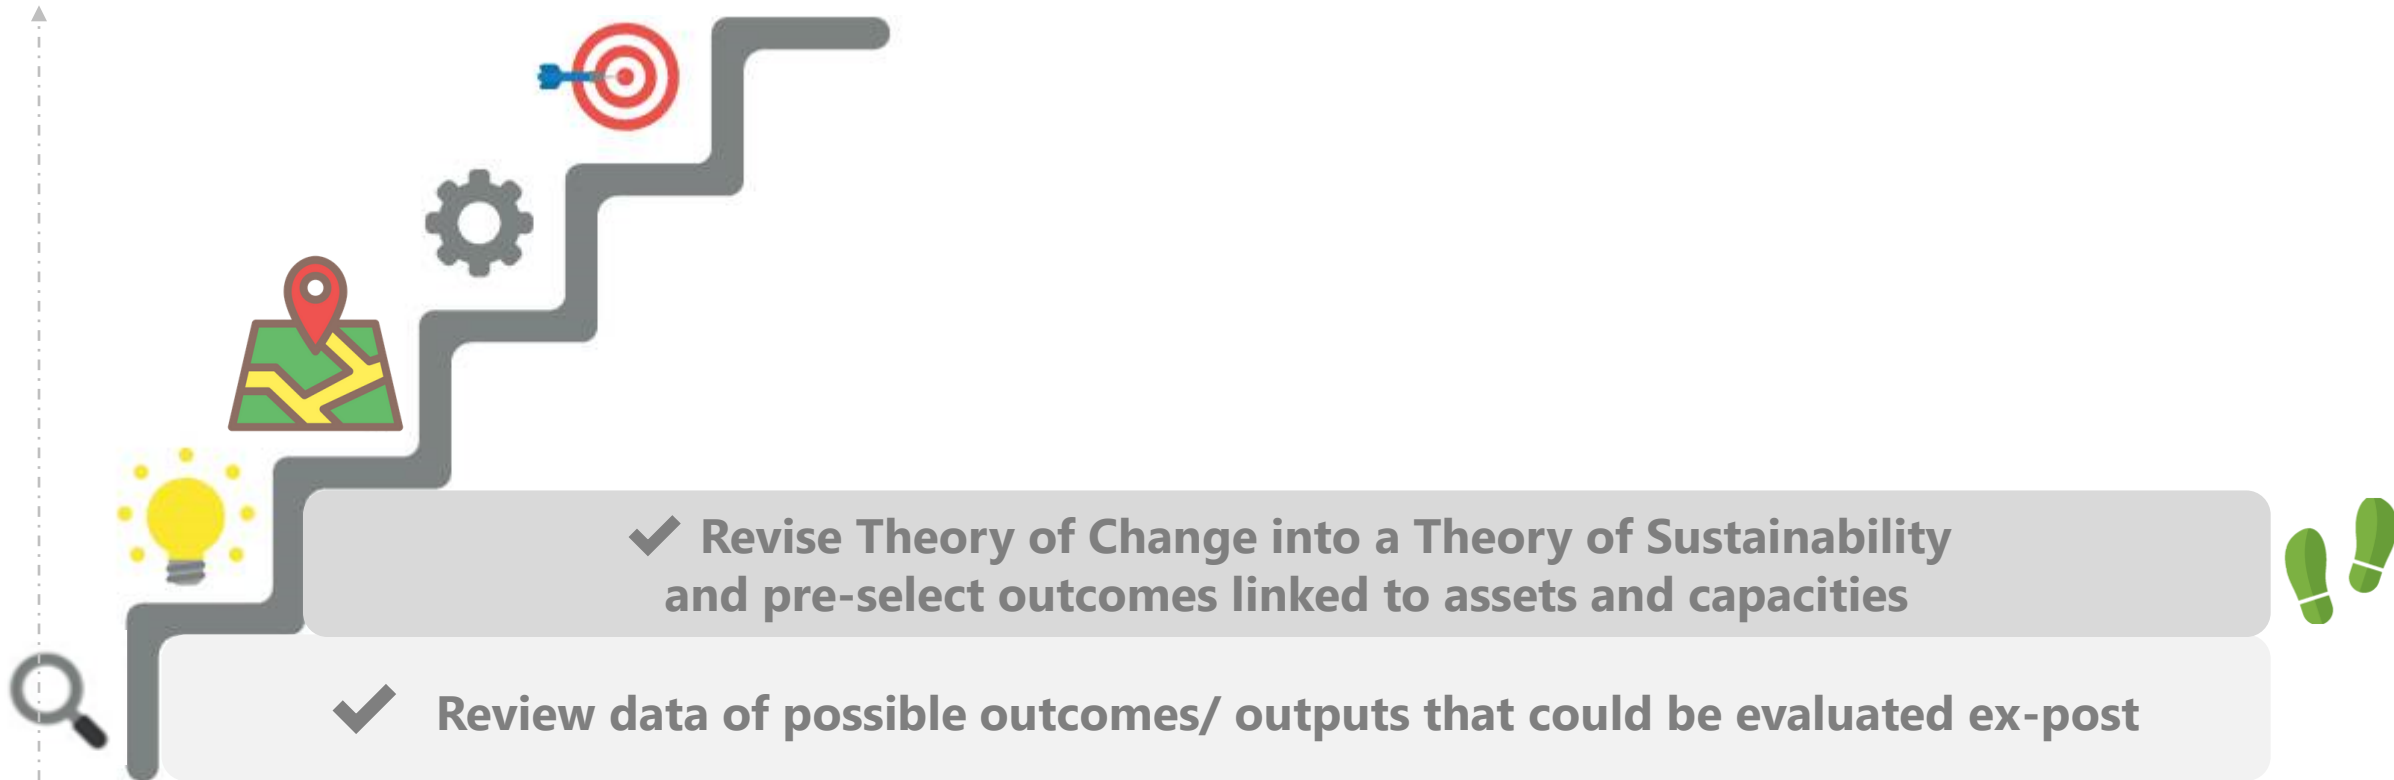 Revise Theory of Change into a Theory of Sustainability
and pre-select outcomes linked to assets and capacities
Review data of possible outcomes/ outputs that could be evaluated ex-post